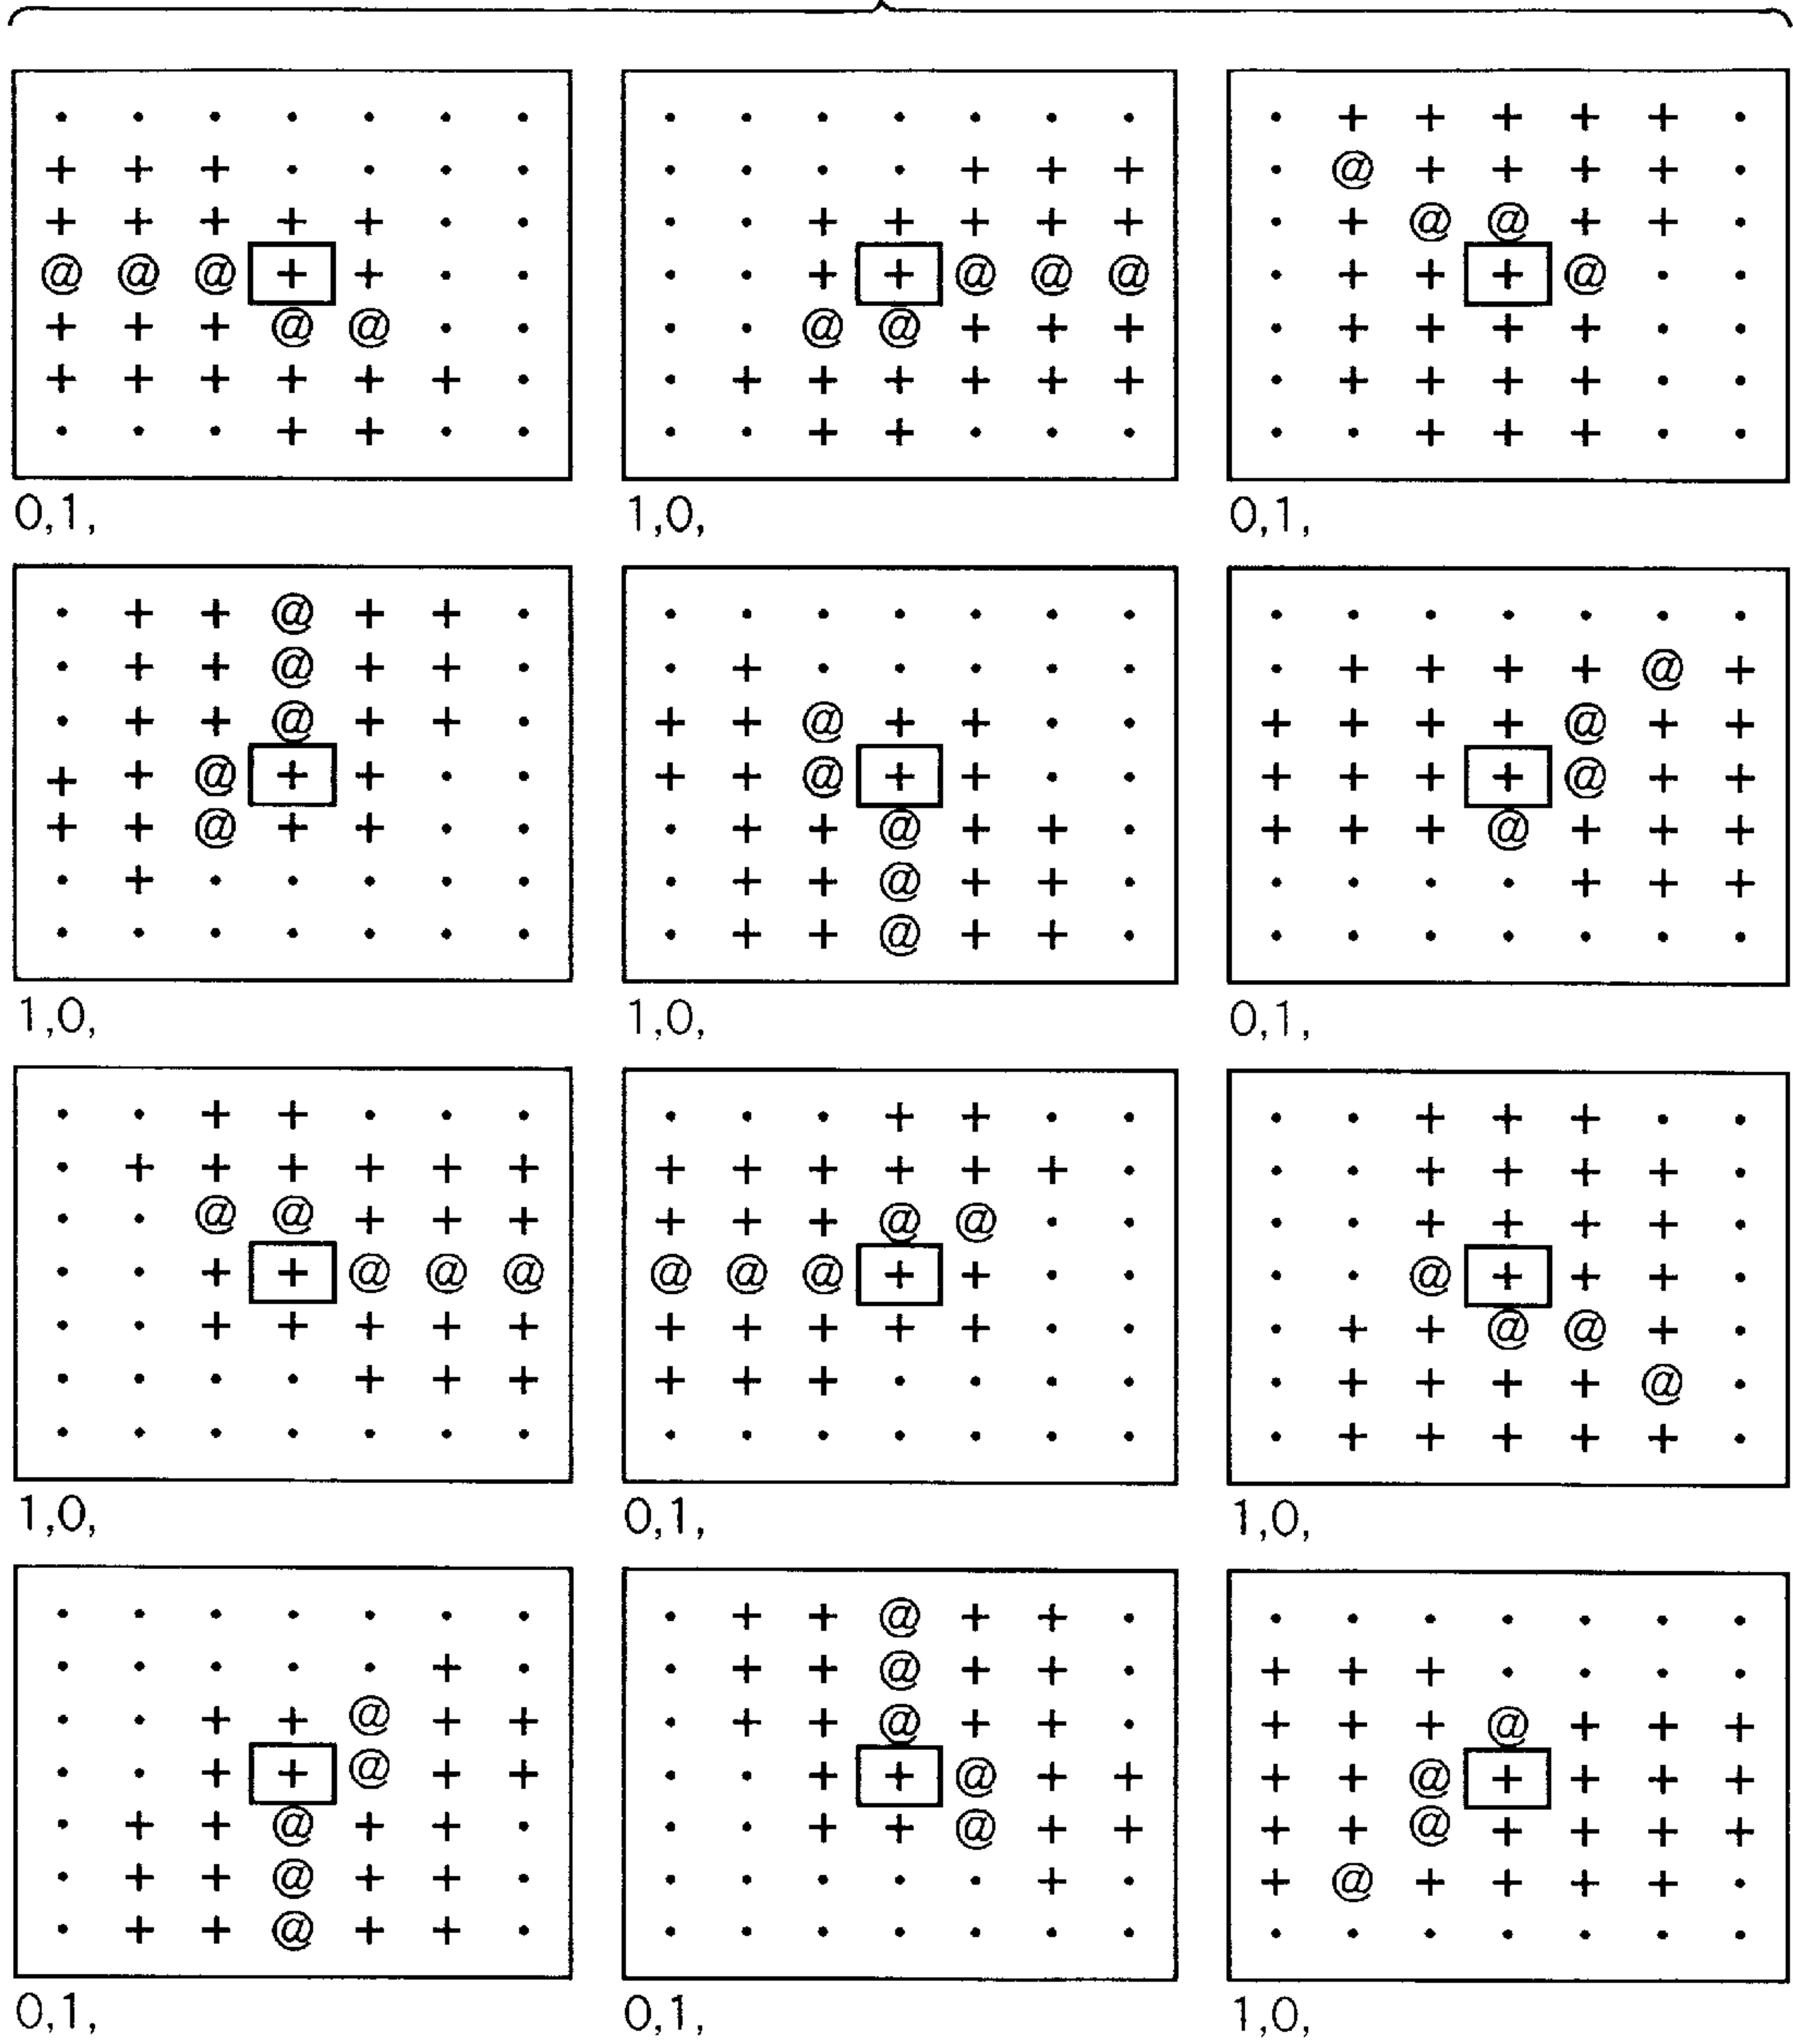 . . . . . . .
+ + + . . . .
+ + + + + . .
@ @ @ + + . .
+ + + @ @ . .
+ + + + + + .
. . . + + . .
0,1,
. . . . . . .
. . . . + + +
. . + + + + +
. . + + @ @ @
. . @ @ + + +
. + + + + + +
. . + + . . .
1,0,
. + + + + + .
. @ + + + + .
. + @ @ + + .
. + + + @ . .
. + + + + . .
. + + + + . .
. . + + + . .
0,1,
. + + @ + + .
. + + @ + + .
. + + @ + + .
+ + @ + + . .
+ + @ + + . .
. + . . . . .
. . . . . . .
1,0,
. . . . . . .
. + . . . . .
+ + @ + + . .
+ + @ + + . .
. + + @ + + .
. + + @ + + .
. + + @ + + .
1,0,
. . . . . . .
. + + + + @ +
+ + + + @ + +
+ + + + @ + +
+ + + @ + + +
. . . . + + +
. . . . . . .
0,1,
. . + + . . .
. + + + + + +
. . @ @ + + +
. . + + @ @ @
. . + + + + +
. . . . + + +
. . . . . . .
1,0,
. . . + + . .
+ + + + + + .
+ + + @ @ . .
@ @ @ + + . .
+ + + + + . .
+ + + . . . .
. . . . . . .
0,1,
. . + + + . .
. . + + + + .
. . + + + + .
. . @ + + + .
. + + @ @ + .
. + + + + @ .
. + + + + + .
1,0,
. . . . . . .
. . . . . + .
. . + + @ + +
. . + + @ + +
. + + @ + + .
. + + @ + + .
. + + @ + + .
0,1,
. + + @ + + .
. + + @ + + .
. + + @ + + .
. . + + @ + +
. . + + @ + +
. . . . . + .
. . . . . . .
0,1,
. . . . . . .
+ + + . . . .
+ + + @ + + +
+ + @ + + + +
+ + @ + + + +
+ @ + + + + .
. . . . . . .
1,0,